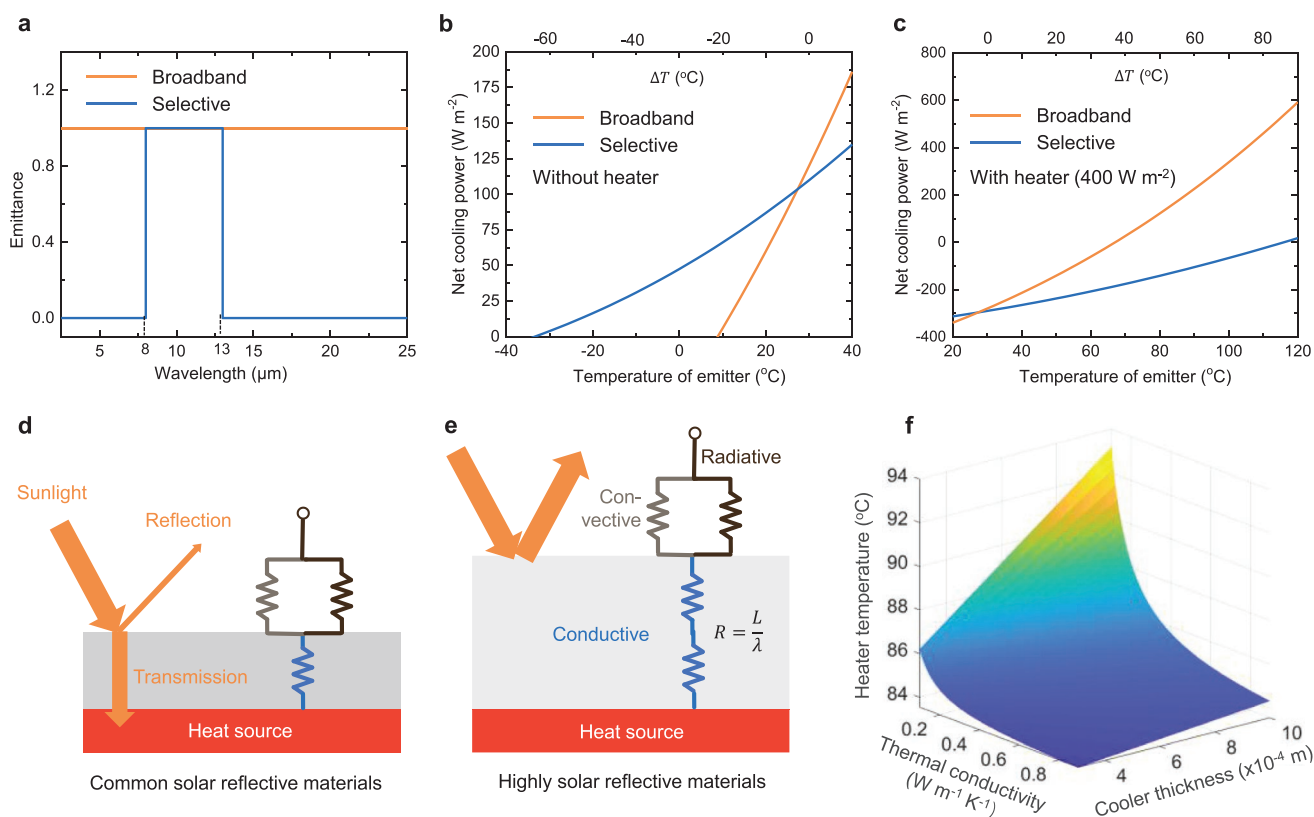 a
Broadband
Selective
1.2
0.8
0.4
0.0
Emittance
5
8
10
13
15
20
25
Wavelength (µm)
b
-60
-40
-20
0
ΔT (°C)
200
175
150
125
100
75
50
25
0
Net cooling power (W m⁻²)
Broadband
Selective
Without heater
-40
-20
0
20
40
Temperature of emitter (°C)
c
0
20
40
60
80
ΔT (°C)
800
600
400
200
0
-200
-400
Net cooling power (W m⁻²)
Broadband
Selective
With heater (400 W m⁻²)
20
40
60
80
100
120
Temperature of emitter (°C)
d
Sunlight
Reflection
Transmission
Heat source
Common solar reflective materials
e
Radiative
Con-
vective
Conductive
R = L/λ
Heat source
Highly solar reflective materials
f
94
92
90
88
86
84
Heater temperature (°C)
0.2
0.4
0.6
0.8
Thermal conductivity
(W m⁻¹ K⁻¹)
4
6
8
10
Cooler thickness (x10⁻⁴ m)